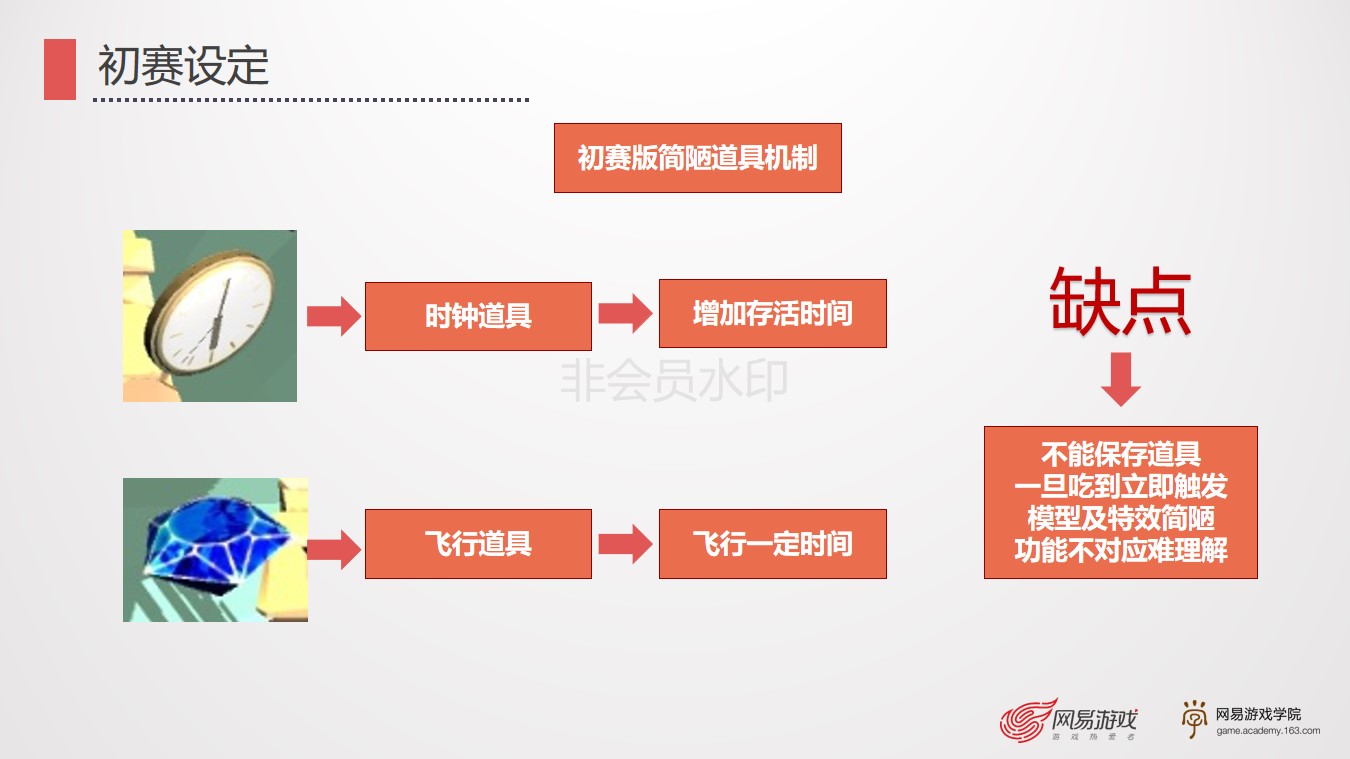 初赛设定
初赛版简陋道具机制
时钟道具
增加存活时间
缺点
非会员水印
不能保存道具
一旦吃到立即触发
模型及特效简陋
功能不对应难理解
飞行道具
飞行一定时间
网易游戏
游戏热爱者
网易游戏学院
game.academy.163.com